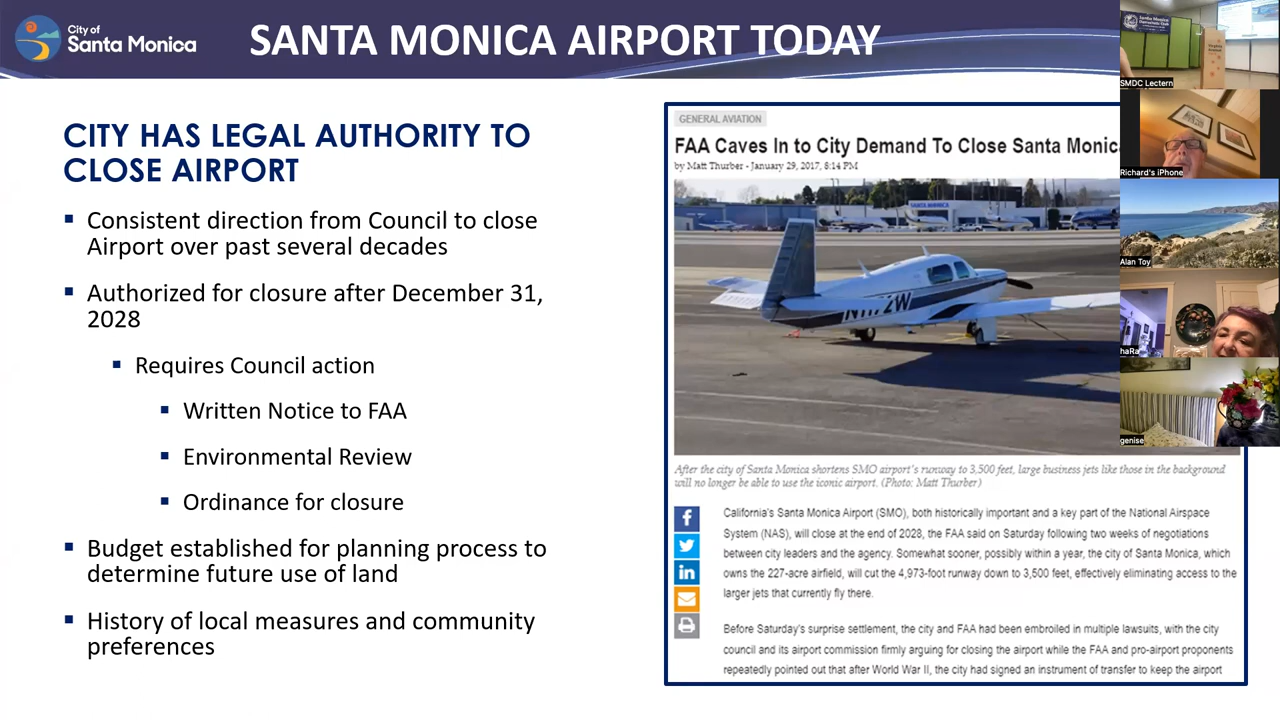 City of
Santa Monica
SANTA MONICA AIRPORT TODAY
CITY HAS LEGAL AUTHORITY TO
CLOSE AIRPORT
Consistent direction from Council to close
Airport over past several decades
Authorized for closure after December 31,
2028
Requires Council action
Written Notice to FAA
Environmental Review
Ordinance for closure
Budget established for planning process to
determine future use of land
History of local measures and community
preferences
GENERAL AVIATION
FAA Caves In to City Demand To Close Santa Monic
by Matt Thurber - January 29, 2017, 8:14 PM
SANTA MONICA
After the city of Santa Monica shortens SMO airport's runway to 3,500 feet, large business jets like those in the background
will no longer be able to use the iconic airport. (Photo: Matt Thurber)
California's Santa Monica Airport (SMO), both historically important and a key part of the National Airspace
System (NAS), will close at the end of 2028, the FAA said on Saturday following two weeks of negotiations
between city leaders and the agency. Somewhat sooner, possibly within a year, the city of Santa Monica, which
owns the 227-acre airfield, will cut the 4,973-foot runway down to 3,500 feet, effectively eliminating access to the
larger jets that currently fly there.
Before Saturday's surprise settlement, the city and FAA had been embroiled in multiple lawsuits, with the city
council and its airport commission firmly arguing for closing the airport while the FAA and pro-airport proponents
repeatedly pointed out that after World War II, the city had signed an instrument of transfer to keep the airport
SMDC Lectern
Richard's iPhone
Alan Toy
haRa
genise